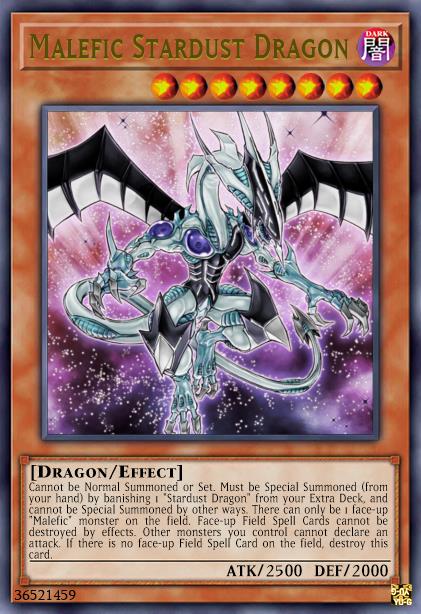 MALEFIC STARDUST DRAGON
DARK
闇
[DRAGON/EFFECT]
Cannot be Normal Summoned or Set. Must be Special Summoned (from
your hand) by banishing 1 "Stardust Dragon" from your Extra Deck, and
cannot be Special Summoned by other ways. There can only be 1 face-up
"Malefic" monster on the field. Face-up Field Spell Cards cannot be
destroyed by effects. Other monsters you control cannot declare an
attack. If there is no face-up Field Spell Card on the field, destroy this
card.
ATK/2500 DEF/2000
36521459